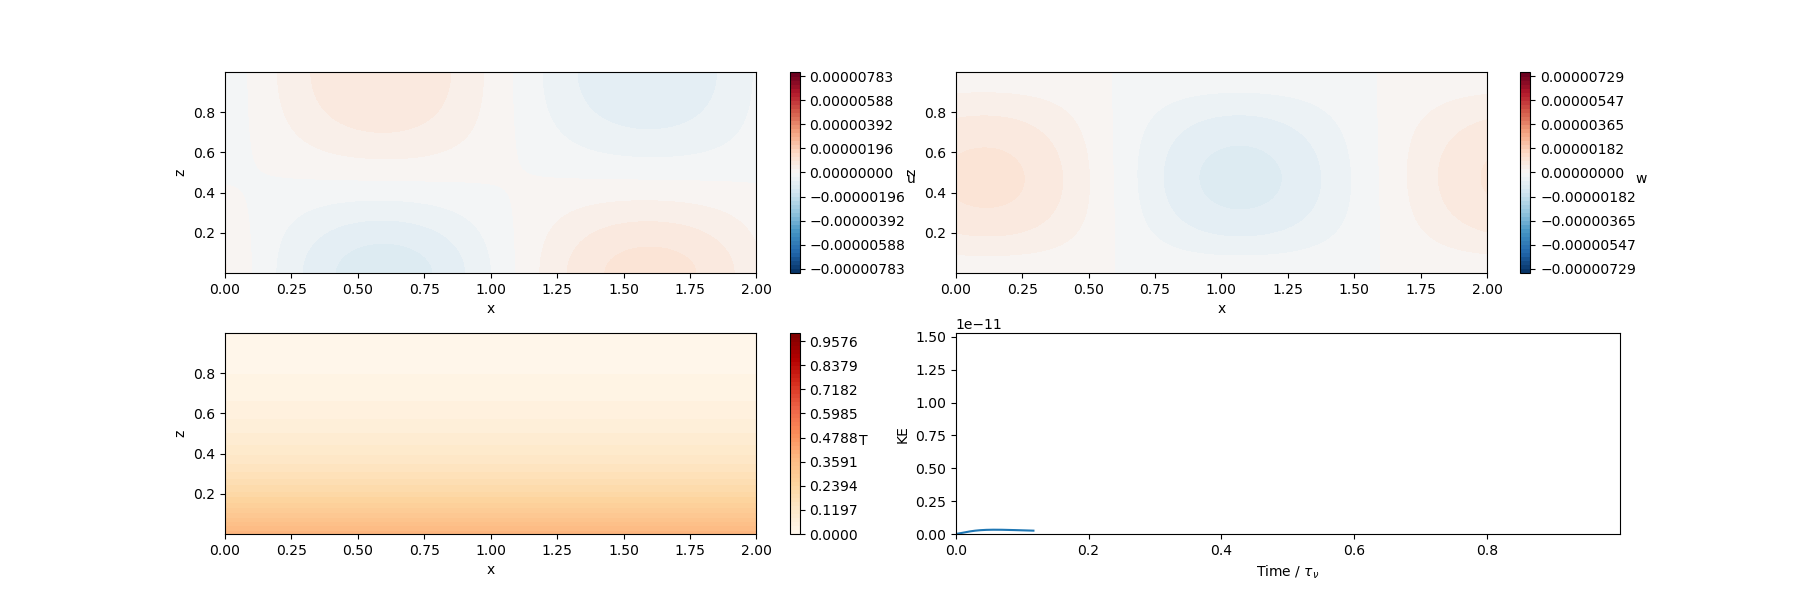 0.8
0.6
0.4
0.2
z
0.00 0.25 0.50 0.75 1.00 1.25 1.50 1.75 2.00
x
0.00000783
0.00000588
0.00000392
0.00000196
0.00000000
−0.00000196
−0.00000392
−0.00000588
−0.00000783
u
0.8
0.6
0.4
0.2
z
0.00 0.25 0.50 0.75 1.00 1.25 1.50 1.75 2.00
x
0.00000729
0.00000547
0.00000365
0.00000182
0.00000000
−0.00000182
−0.00000365
−0.00000547
−0.00000729
w
0.8
0.6
0.4
0.2
z
0.00 0.25 0.50 0.75 1.00 1.25 1.50 1.75 2.00
x
0.9576
0.8379
0.7182
0.5985
0.4788
0.3591
0.2394
0.1197
0.0000
T
1e−11
1.50
1.25
1.00
0.75
0.50
0.25
0.00
KE
0.0 0.2 0.4 0.6 0.8
Time / τν